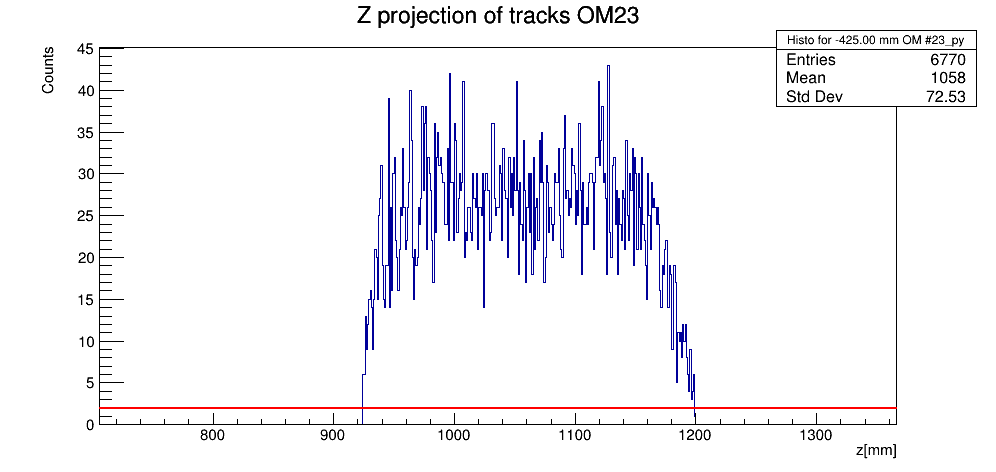 Z projection of tracks OM23
Histo for -425.00 mm OM #23_py
Entries 6770
Mean 1058
Std Dev 72.53
Counts
45
40
35
30
25
20
15
10
5
0
800 900 1000 1100 1200 1300
z[mm]